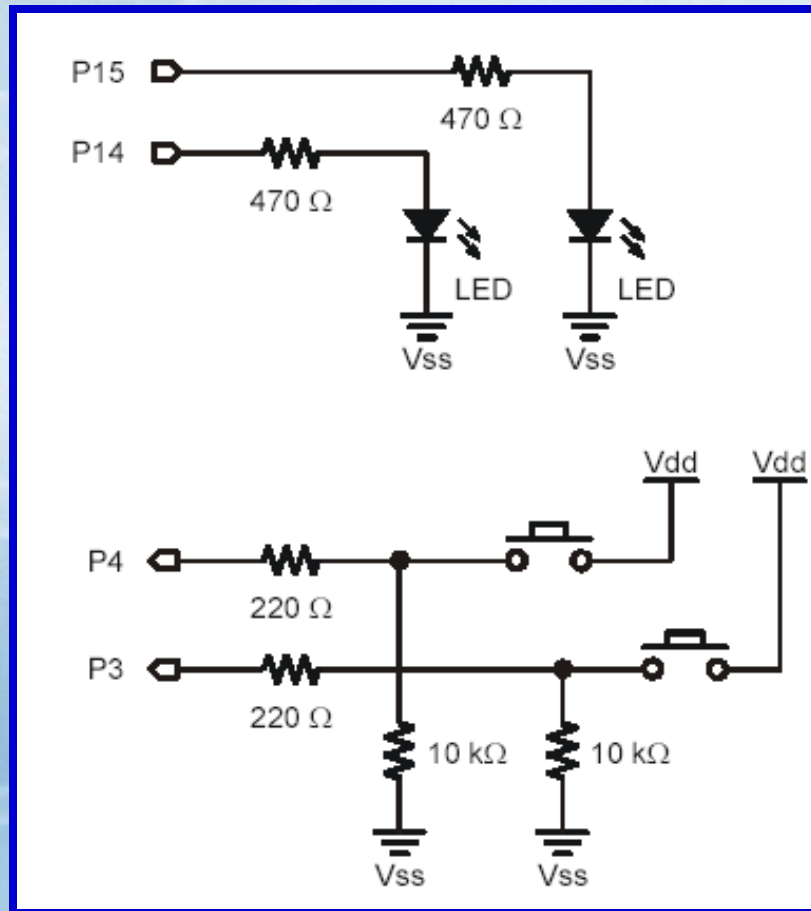 P15
470 Ω
P14
470 Ω
LED
LED
Vss
Vss
Vdd
Vdd
P4
220 Ω
P3
220 Ω
10 kΩ
10 kΩ
Vss
Vss